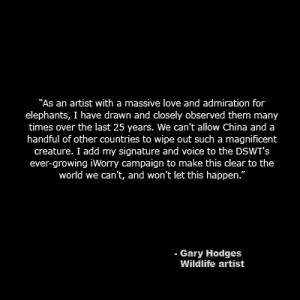 "As an artist with a massive love and admiration for
elephants, I have drawn and closely observed them many
times over the last 25 years. We can't allow China and a
handful of other countries to wipe out such a magnificent
creature. I add my signature and voice to the DSWT's
ever-growing iWorry campaign to make this clear to the
world we can't, and won't let this happen."
- Gary Hodges
Wildlife artist